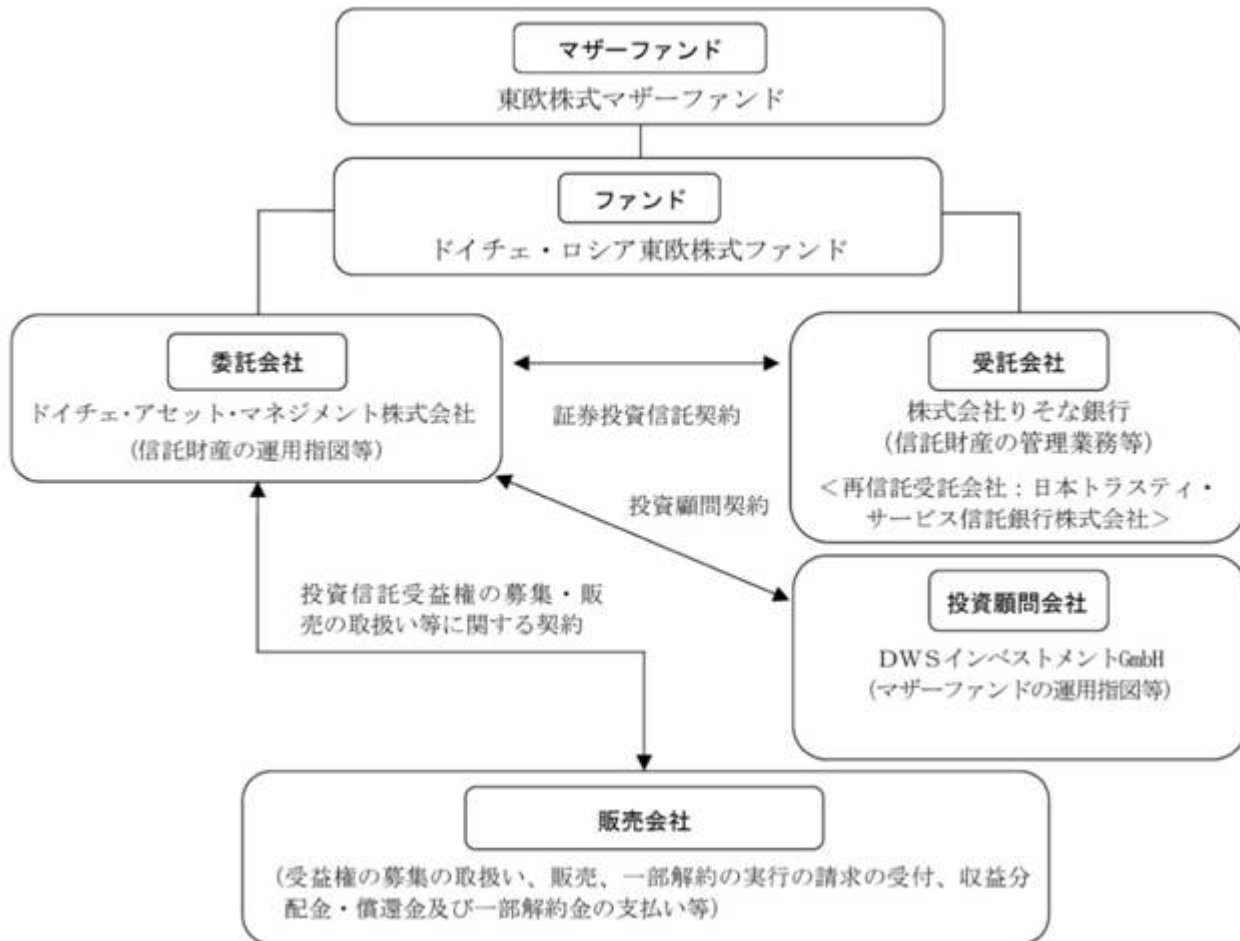 マザーファンド
東欧株式マザーファンド
ファンド
ドイチェ・ロシア東欧株式ファンド
委託会社
ドイチェ・アセット・マネジメント株式会社
(信託財産の運用指図等)
証券投資信託契約
受託会社
株式会社りそな銀行
(信託財産の管理業務等)
＜再信託受託会社：日本トラスティ・
サービス信託銀行株式会社＞
投資顧問契約
投資信託受益権の募集・販
売の取扱い等に関する契約
投資顧問会社
ＤＷＳインベストメントGmbH
(マザーファンドの運用指図等)
販売会社
(受益権の募集の取扱い、販売、一部解約の実行の請求の受付、収益分
配金・償還金及び一部解約金の支払い等)